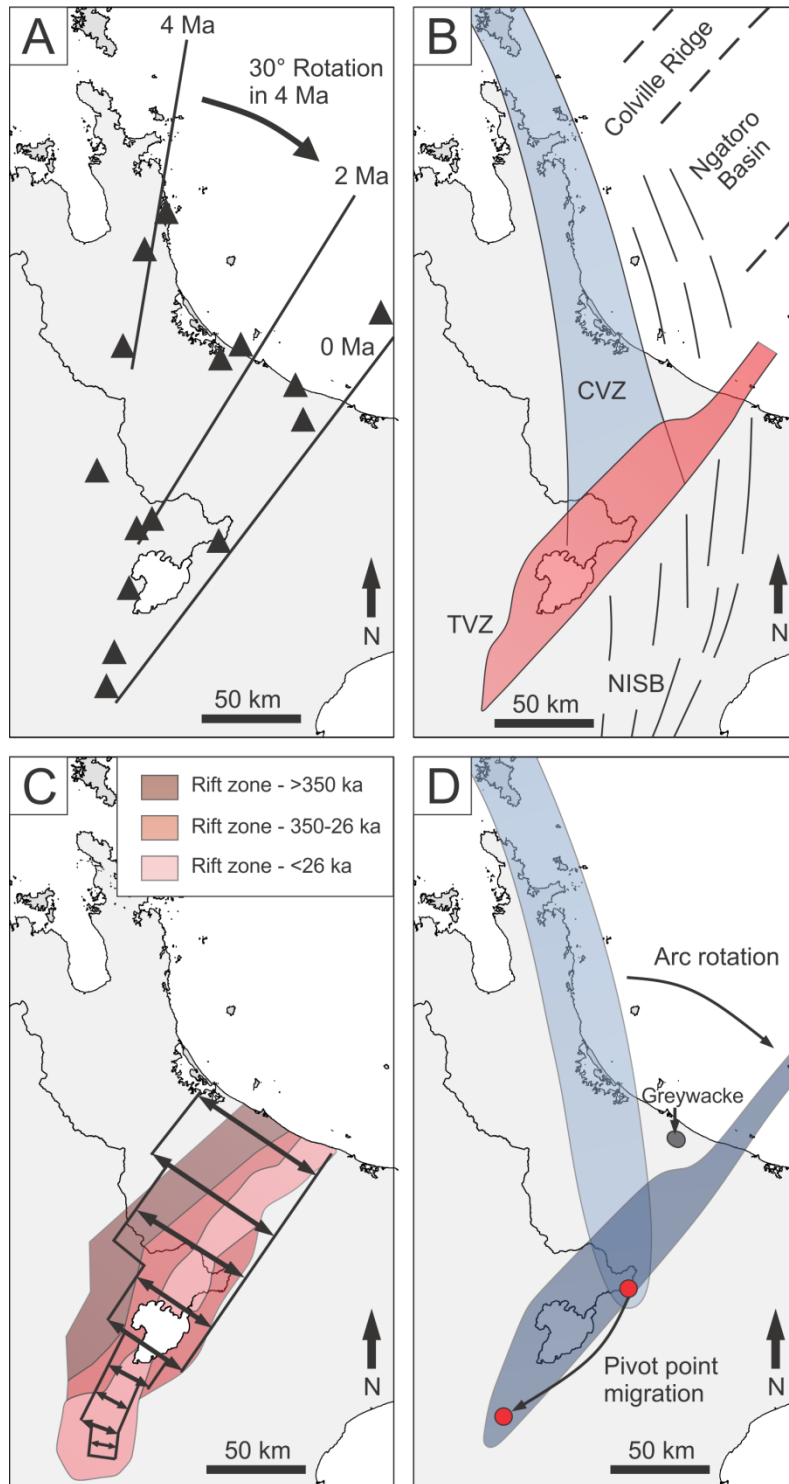 A
4 Ma
30° Rotation
in 4 Ma
2 Ma
0 Ma
N
50 km
B
Colville Ridge
Ngatoro
Basin
CVZ
TVZ
NISB
N
50 km
C
Rift zone - >350 ka
Rift zone - 350-26 ka
Rift zone - <26 ka
N
50 km
D
Arc rotation
Greywacke
Pivot point
migration
N
50 km